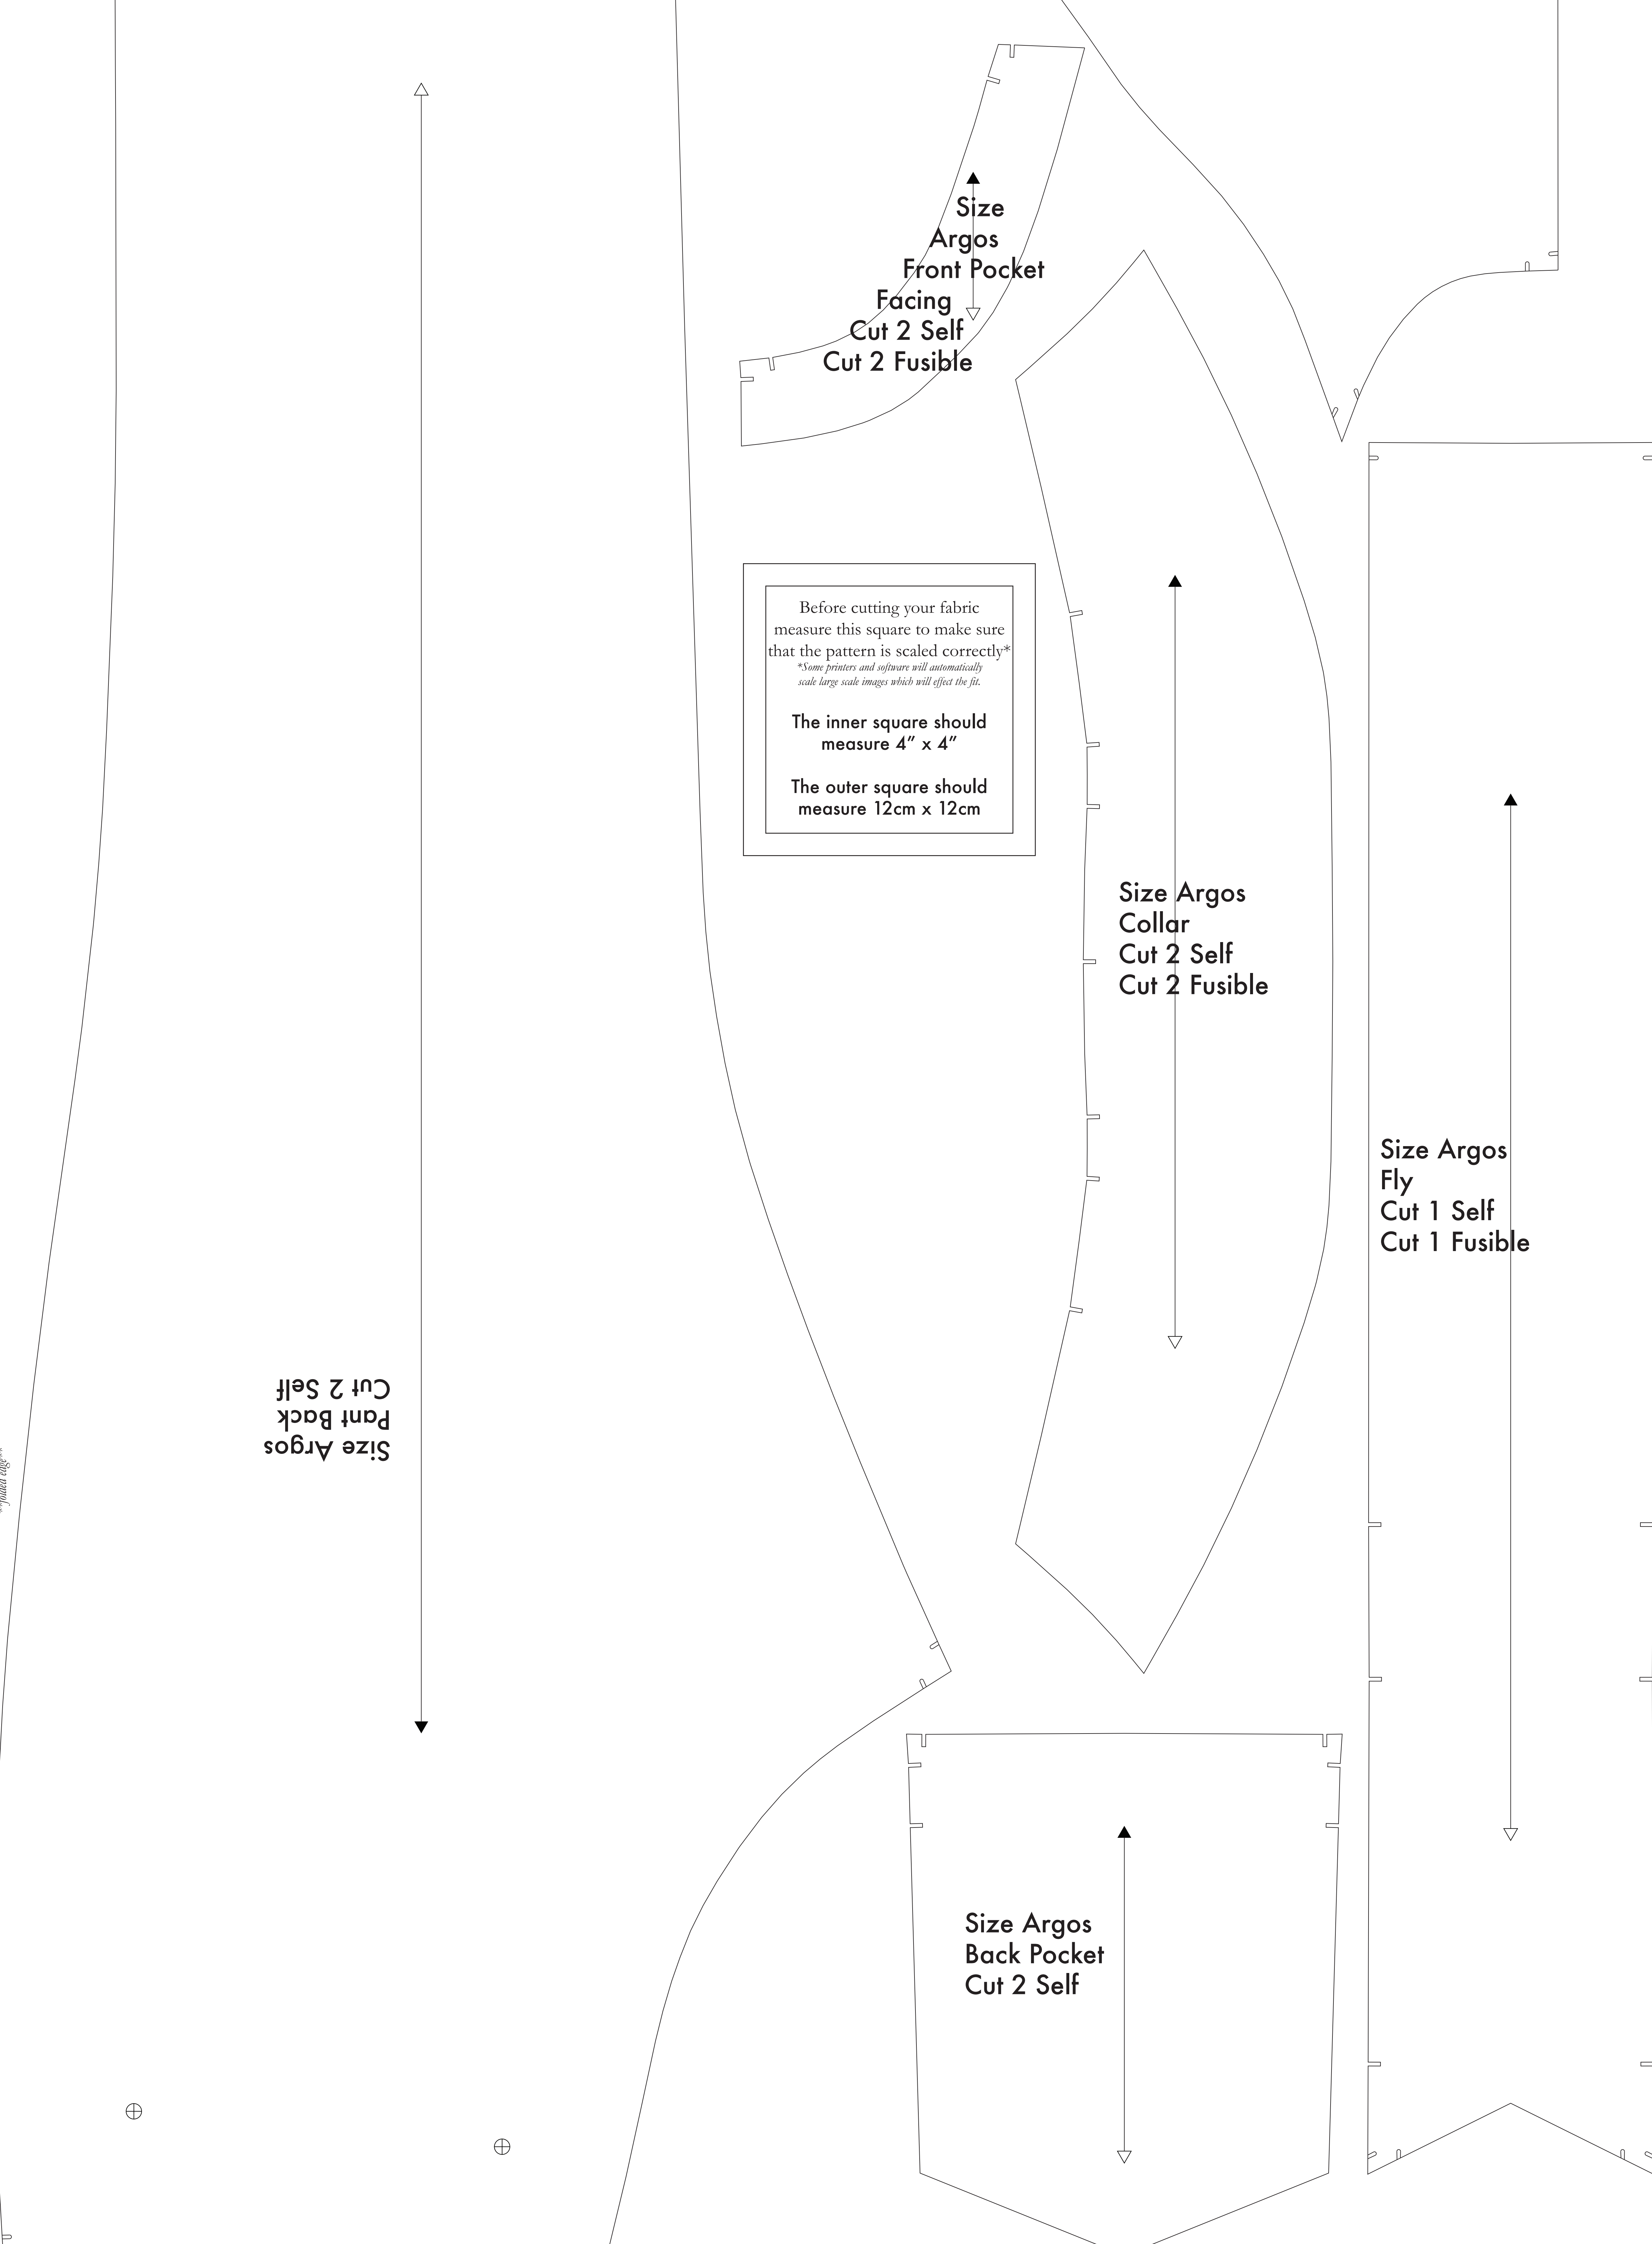 Size
Argos
Front Pocket
Facing
Cut 2 Self
Cut 2 Fusible
Before cutting your fabric
measure this square to make sure
that the pattern is scaled correctly*
*Some printers and software will automatically
scale large scale images which will effect the fit.
The inner square should
measure 4” x 4”
The outer square should
measure 12cm x 12cm
Size Argos
Collar
Cut 2 Self
Cut 2 Fusible
Size Argos
Fly
Cut 1 Self
Cut 1 Fusible
Size Argos
Pant Back
Cut 2 Self
**folded edge**
Size Argos
Back Pocket
Cut 2 Self